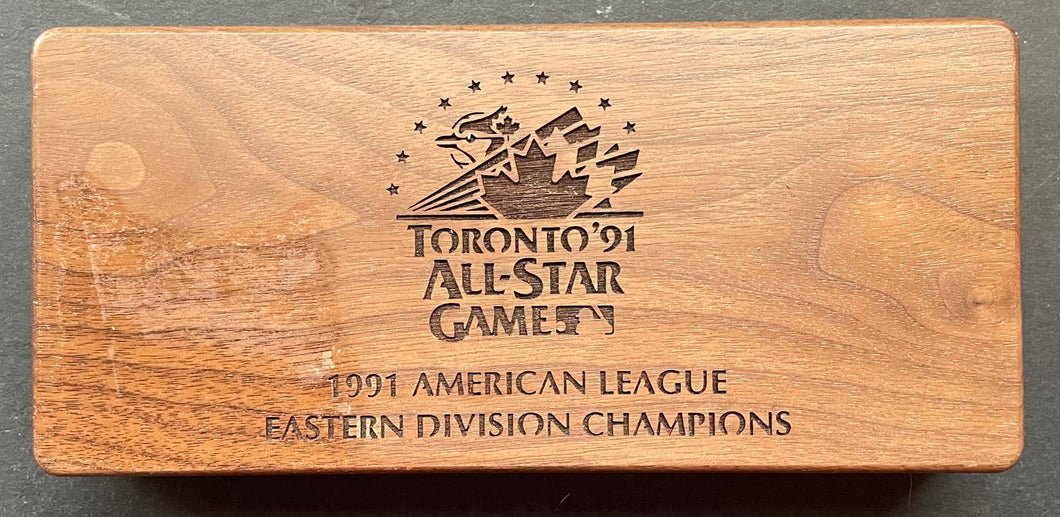 TORONTO '91
ALL-STAR
GAME
1991 AMERICAN LEAGUE
EASTERN DIVISION CHAMPIONS